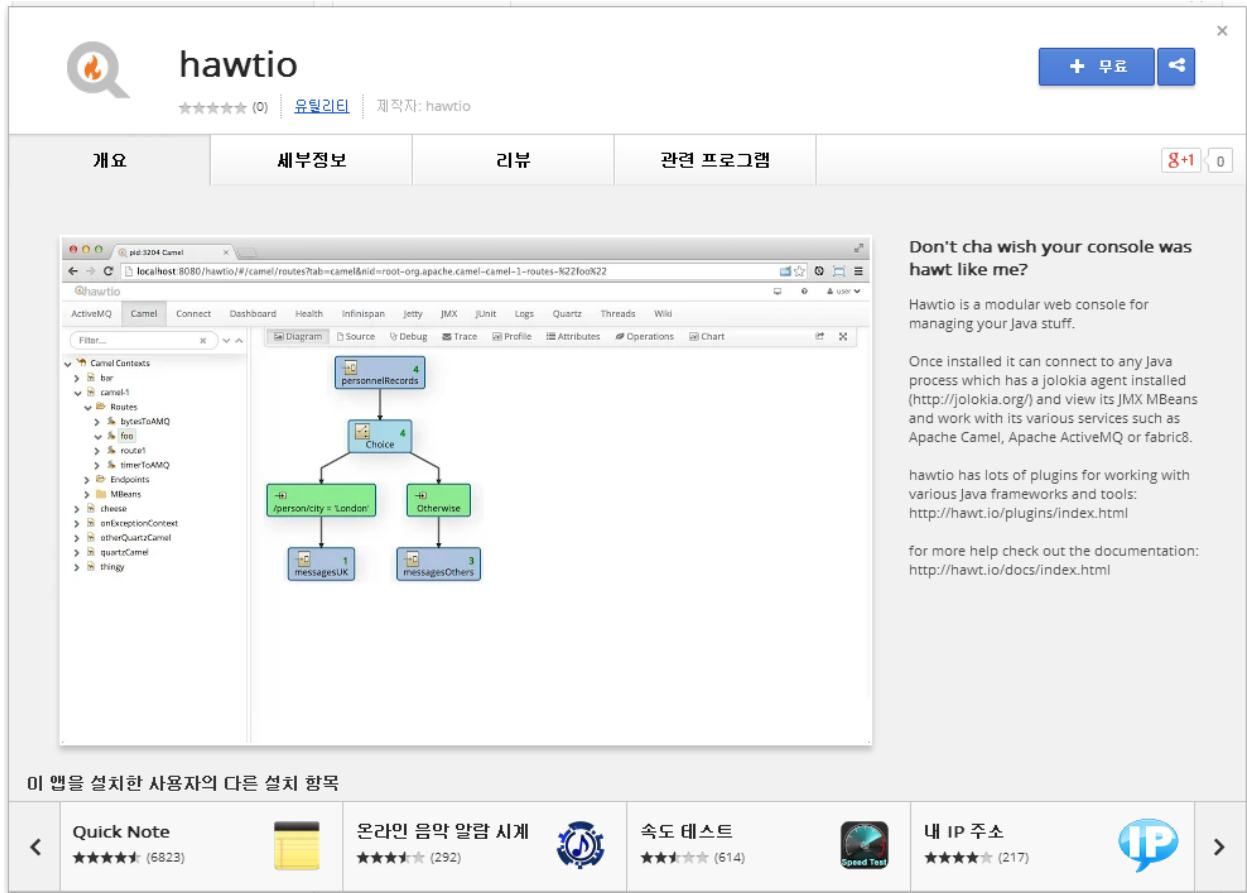 hawtio
+ 무료
(0) 유틸리티 제작자: hawtio
개요 세부정보 리뷰 관련 프로그램
g+1 0
pid:3204 Camel
localhost:8080/hawtio/#/camel/routes?tab=camel&nid=root-org.apache.camel-camel-1-routes-%22foo%22
hawtio
user
ActiveMQ Camel Connect Dashboard Health Infinispan Jetty JMX JUnit Logs Quartz Threads Wiki
Filter...
Diagram Source Debug Trace Profile Attributes Operations Chart
Camel Contexts
bar
camel-1
Routes
bytesToAMQ
foo
route1
timerToAMQ
Endpoints
MBeans
cheese
onExceptionContext
otherQuartzCamel
quartzCamel
thingy
4
personnelRecords
4
Choice
/person/city = 'London'
Otherwise
1
messagesUK
3
messagesOthers
Don't cha wish your console was
hawt like me?
Hawtio is a modular web console for
managing your Java stuff.
Once installed it can connect to any Java
process which has a jolokia agent installed
(http://jolokia.org/) and view its JMX MBeans
and work with its various services such as
Apache Camel, Apache ActiveMQ or fabric8.
hawtio has lots of plugins for working with
various Java frameworks and tools:
http://hawt.io/plugins/index.html
for more help check out the documentation:
http://hawt.io/docs/index.html
이 앱을 설치한 사용자의 다른 설치 항목
Quick Note
(6823)
온라인 음악 알람 시계
(292)
속도 테스트
(614)
Speed Test
내 IP 주소
(217)
IP